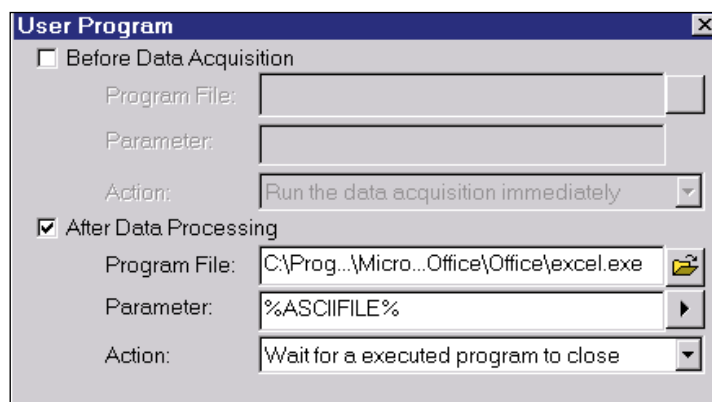 User Program
Before Data Acquisition
Program File:
Parameter:
Action: Run the data acquisition immediately
After Data Processing
Program File: C:\Prog...\Micro...Office\Office\excel.exe
Parameter: %ASCIIFILE%
Action: Wait for a executed program to close